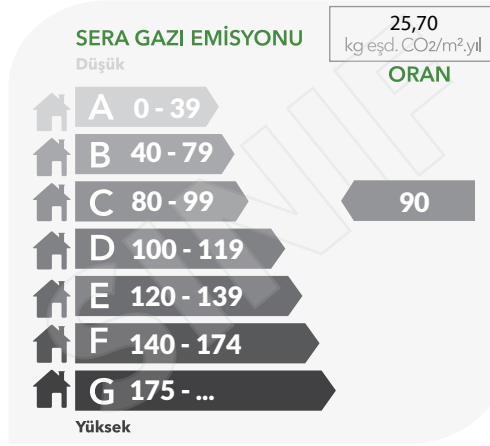 25,70
SERA GAZI EMİSYONU
kg eşd. CO2/m².yıl
Düşük
ORAN
A 0 - 39
B 40 - 79
C 80 - 99
90
D 100 - 119
E 120 - 139
F 140 - 174
G 175 - ...
Yüksek
SINIF